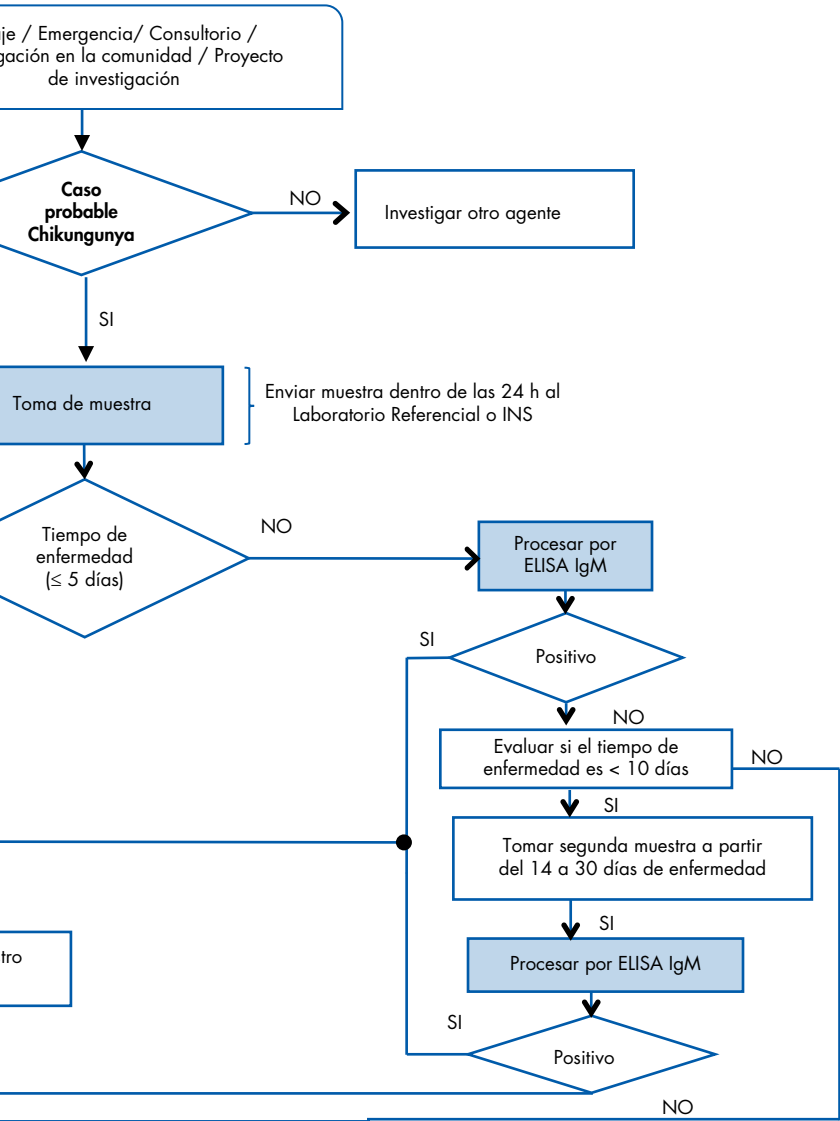 je / Emergencia/ Consultorio /
gación en la comunidad / Proyecto
de investigación
Caso
probable
Chikungunya
NO
Investigar otro agente
SI
Toma de muestra
Enviar muestra dentro de las 24 h al
Laboratorio Referencial o INS
Tiempo de
enfermedad
(≤ 5 días)
NO
Procesar por
ELISA IgM
SI
Positivo
NO
Evaluar si el tiempo de
enfermedad es < 10 días
NO
SI
Tomar segunda muestra a partir
del 14 a 30 días de enfermedad
SI
tro
Procesar por ELISA IgM
SI
Positivo
NO